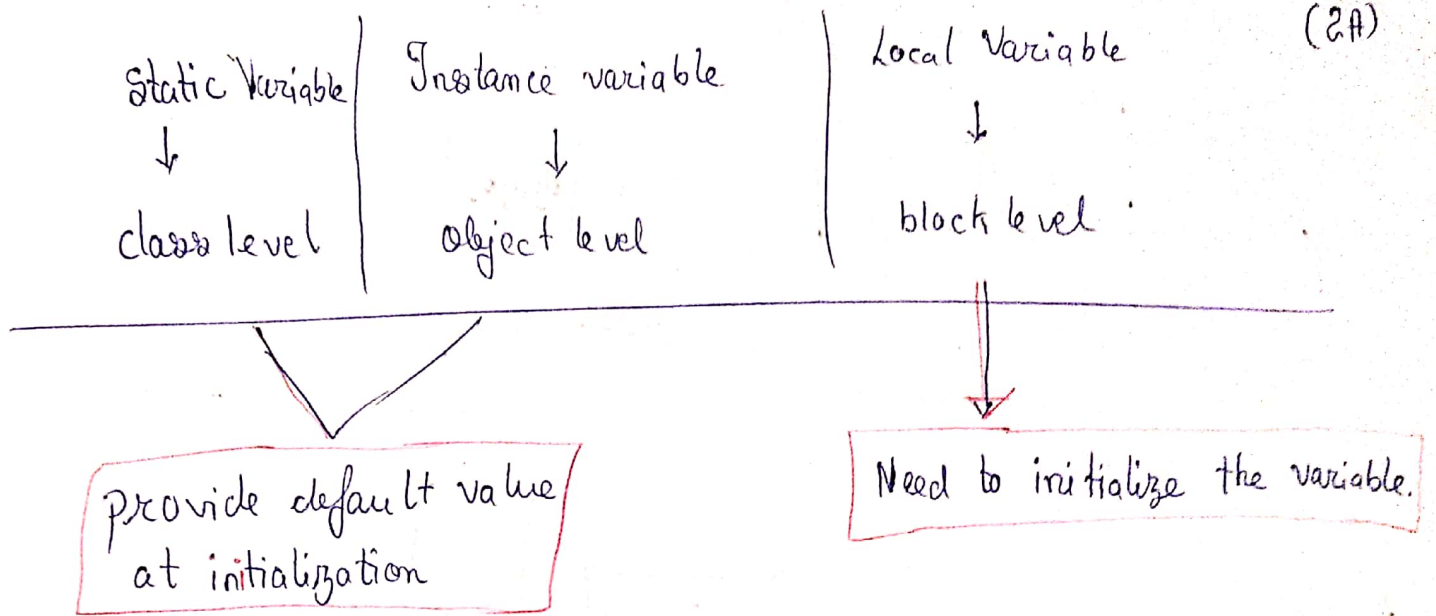 (2A)
Static Variable
↓
class level
Instance variable
↓
object level
Local Variable
↓
block level
provide default value
at initialization
Need to initialize the variable.